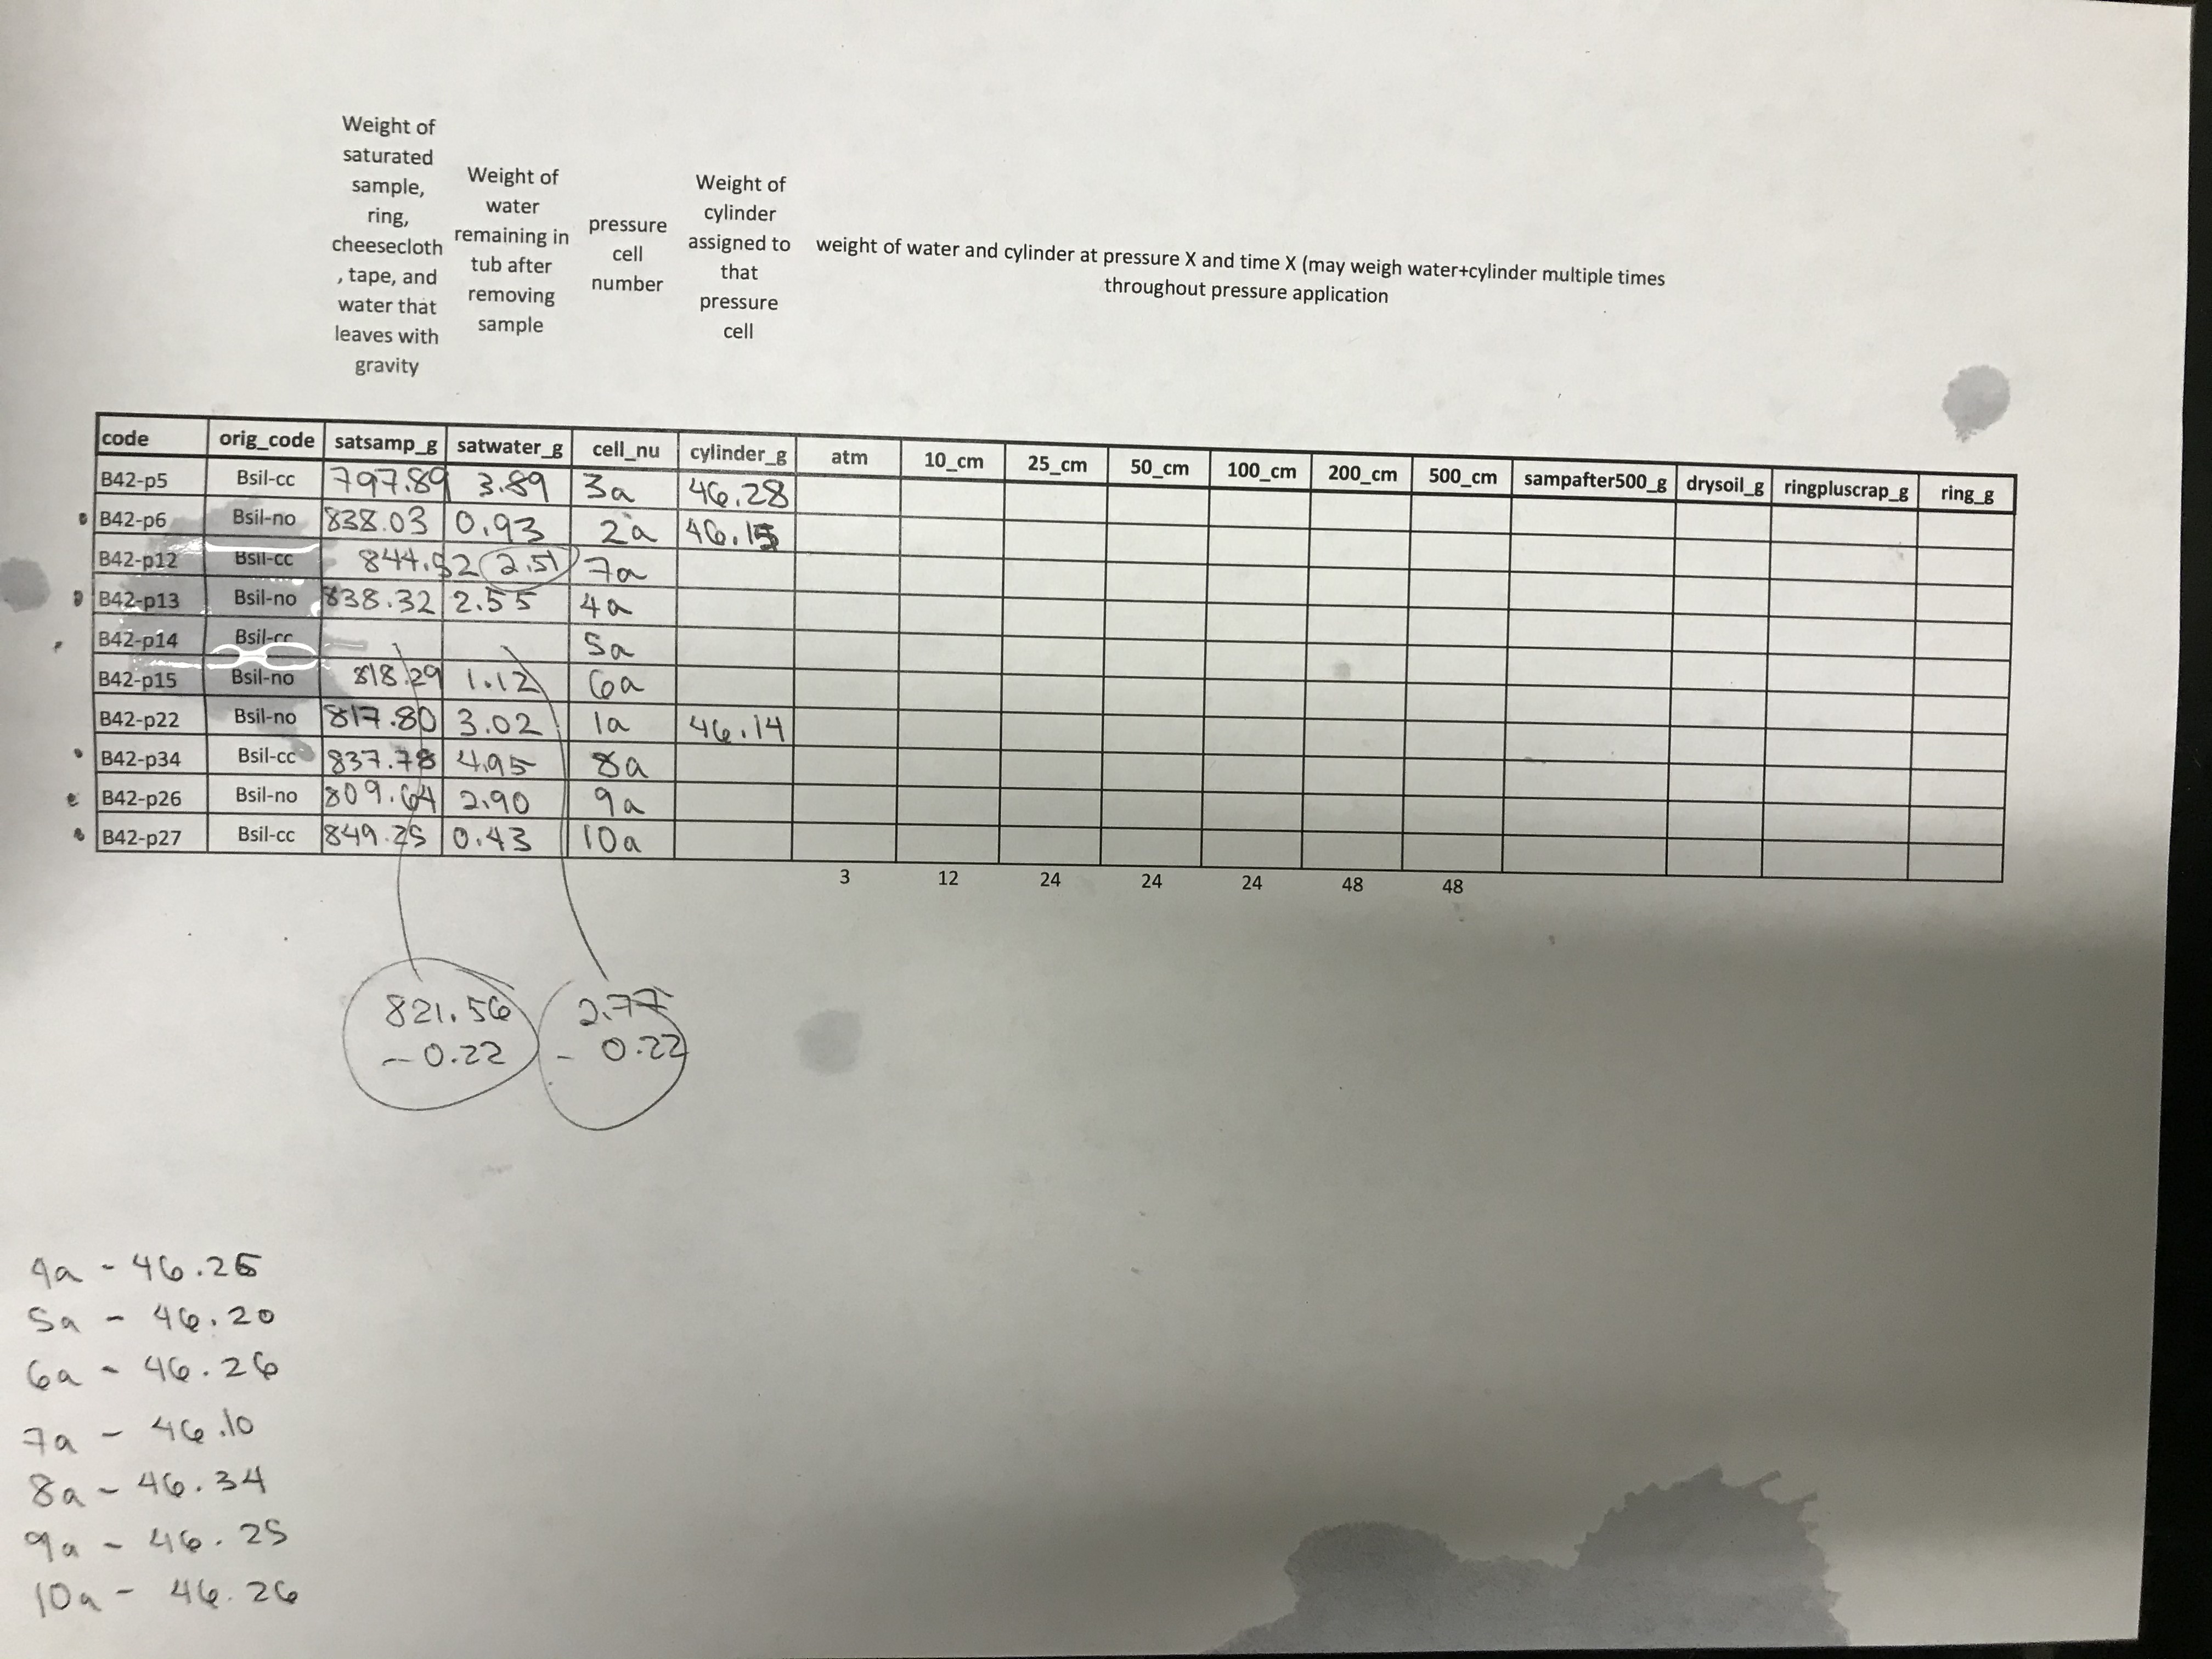 Weight of
saturated
sample,
ring,
cheesecloth
, tape, and
water that
leaves with
gravity
Weight of
water
remaining in
tub after
removing
sample
pressure
cell
number
Weight of
cylinder
assigned to
that
pressure
cell
weight of water and cylinder at pressure X and time X (may weigh water+cylinder multiple times
throughout pressure application
code orig_code satsamp_g satwater_g cell_nu cylinder_g atm 10_cm 25_cm 50_cm 100_cm 200_cm 500_cm sampafter500_g drysoil_g ringpluscrap_g ring_g
B42-p5 Bsil-cc 797.89 3.89 3a 46.28
B42-p6 Bsil-no 838.03 0.93 2a 46.15
B42-p12 Bsil-cc 2.51 7a
B42-p13 Bsil-no 838.32 2.55 4a
B42-p14 Bsil-cc 5a
B42-p15 Bsil-no 818.29 1.12 6a
B42-p22 Bsil-no 817.80 3.02 1a 46.14
B42-p34 Bsil-cc 837.78 4.95 8a
B42-p26 Bsil-no 809.64 2.90 9a
B42-p27 Bsil-cc 849.25 0.43 10a
3 12 24 24 24 48 48
821.56 2.77
- 0.22 - 0.22
4a - 46.26
5a - 46.20
6a - 46.26
7a - 46.10
8a - 46.34
9a - 46.25
10a - 46.26